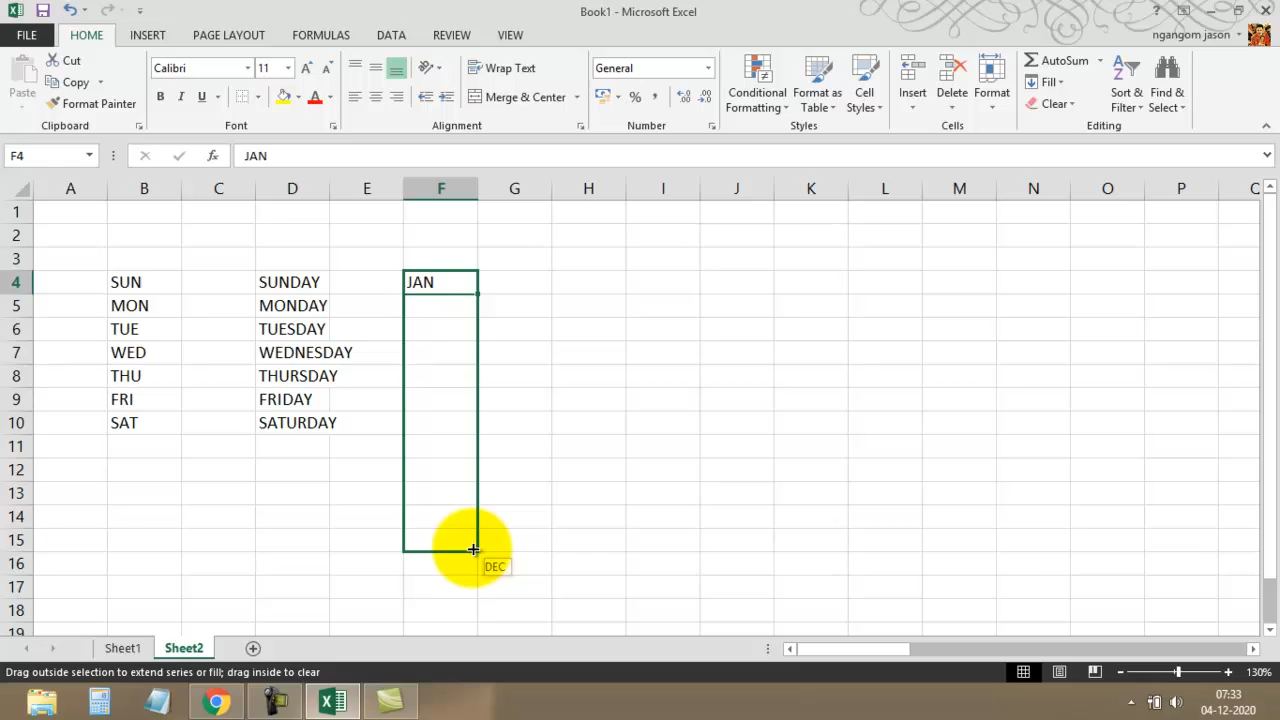 Book1 - Microsoft Excel
?
FILE HOME INSERT PAGE LAYOUT FORMULAS DATA REVIEW VIEW
ngangom jason
Paste
Cut
Copy
Format Painter
Clipboard
Calibri 11
B I U
Font
Wrap Text
Merge & Center
Alignment
General
%
Number
Conditional Formatting
Format as Table
Cell Styles
Styles
Insert Delete Format
Cells
AutoSum
Fill
Clear
Sort & Filter
Find & Select
Editing
F4 fx JAN
A B C D E F G H I J K L M N O P Q
1
2
3
4 SUN SUNDAY JAN
5 MON MONDAY
6 TUE TUESDAY
7 WED WEDNESDAY
8 THU THURSDAY
9 FRI FRIDAY
10 SAT SATURDAY
11
12
13
14
15
16 DEC
17
18
19
Sheet1 Sheet2
Drag outside selection to extend series or fill; drag inside to clear
130%
07:33
04-12-2020